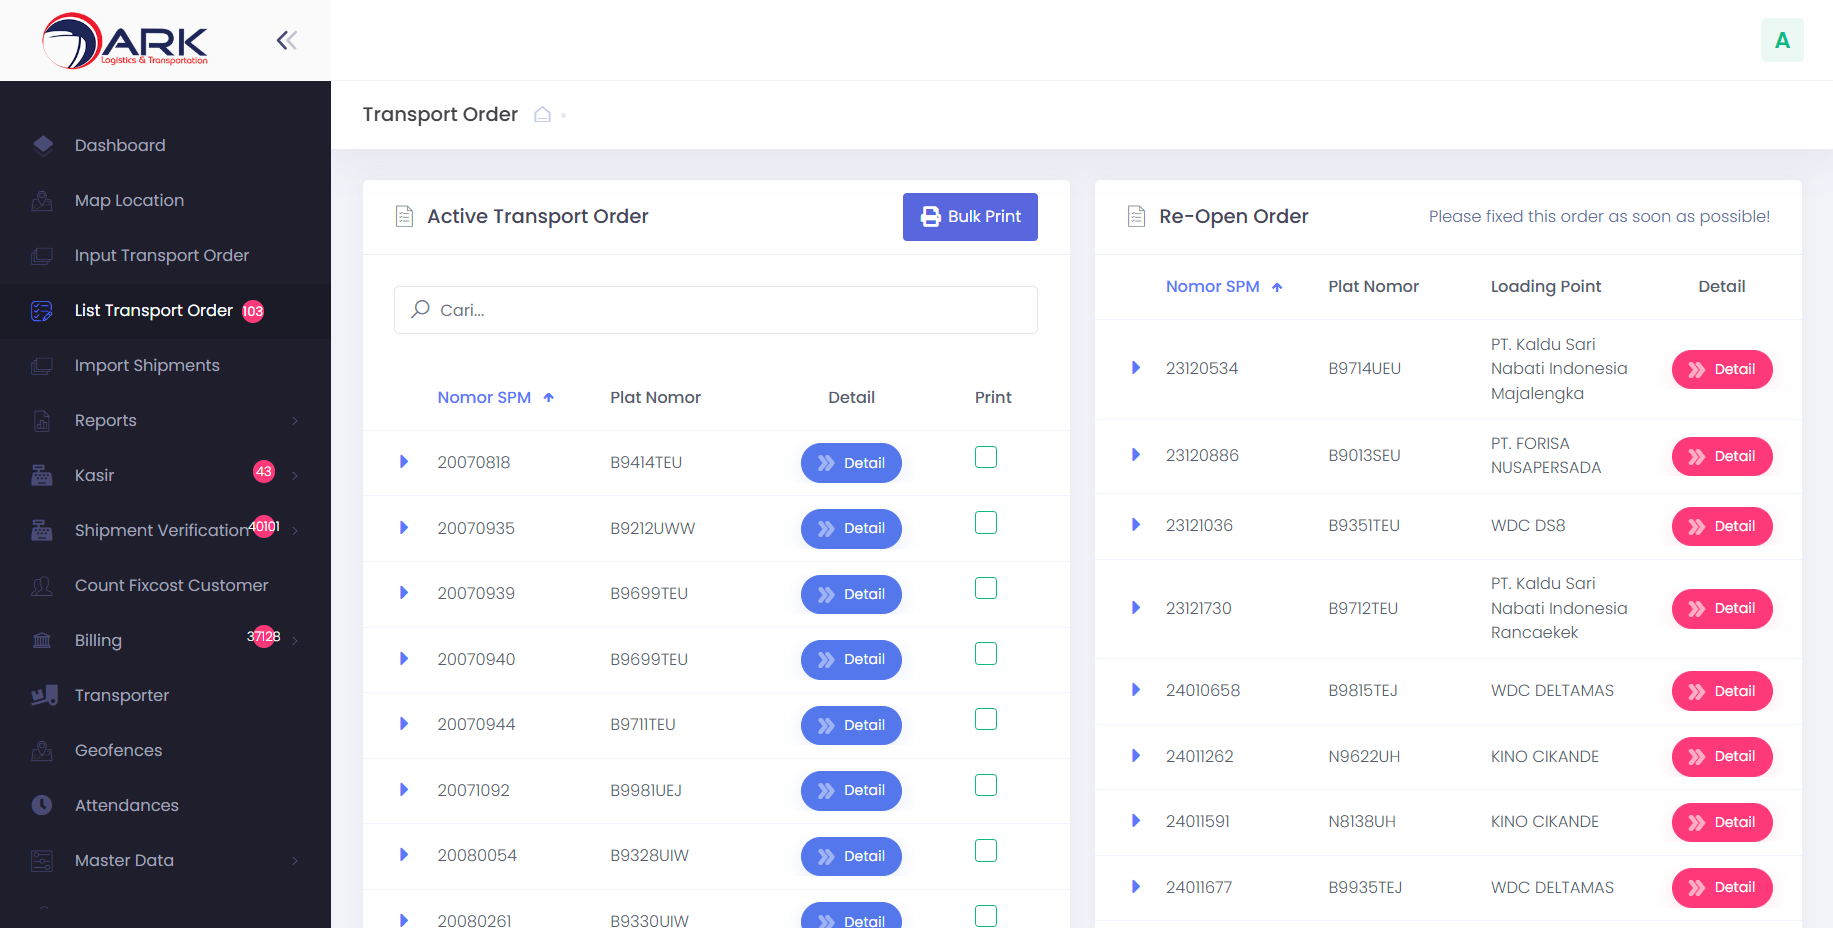 ARK
Logistics & Transportation
A
Dashboard
Map Location
Input Transport Order
List Transport Order 103
Import Shipments
Reports
Kasir 43
Shipment Verification 40101
Count Fixcost Customer
Billing 37128
Transporter
Geofences
Attendances
Master Data
Transport Order
Active Transport Order
Bulk Print
Cari...
Nomor SPM Plat Nomor Detail Print
20070818 B9414TEU Detail
20070935 B9212UWW Detail
20070939 B9699TEU Detail
20070940 B9699TEU Detail
20070944 B9711TEU Detail
20071092 B9981UEJ Detail
20080054 B9328UIW Detail
20080261 B9330UIW Detail
Re-Open Order
Please fixed this order as soon as possible!
Nomor SPM Plat Nomor Loading Point Detail
PT. Kaldu Sari
23120534 B9714UEU Nabati Indonesia Detail
Majalengka
PT. FORISA
23120886 B9013SEU Detail
NUSAPERSADA
23121036 B9351TEU WDC DS8 Detail
PT. Kaldu Sari
23121730 B9712TEU Nabati Indonesia Detail
Rancaekek
24010658 B9815TEJ WDC DELTAMAS Detail
24011262 N9622UH KINO CIKANDE Detail
24011591 N8138UH KINO CIKANDE Detail
24011677 B9935TEJ WDC DELTAMAS Detail